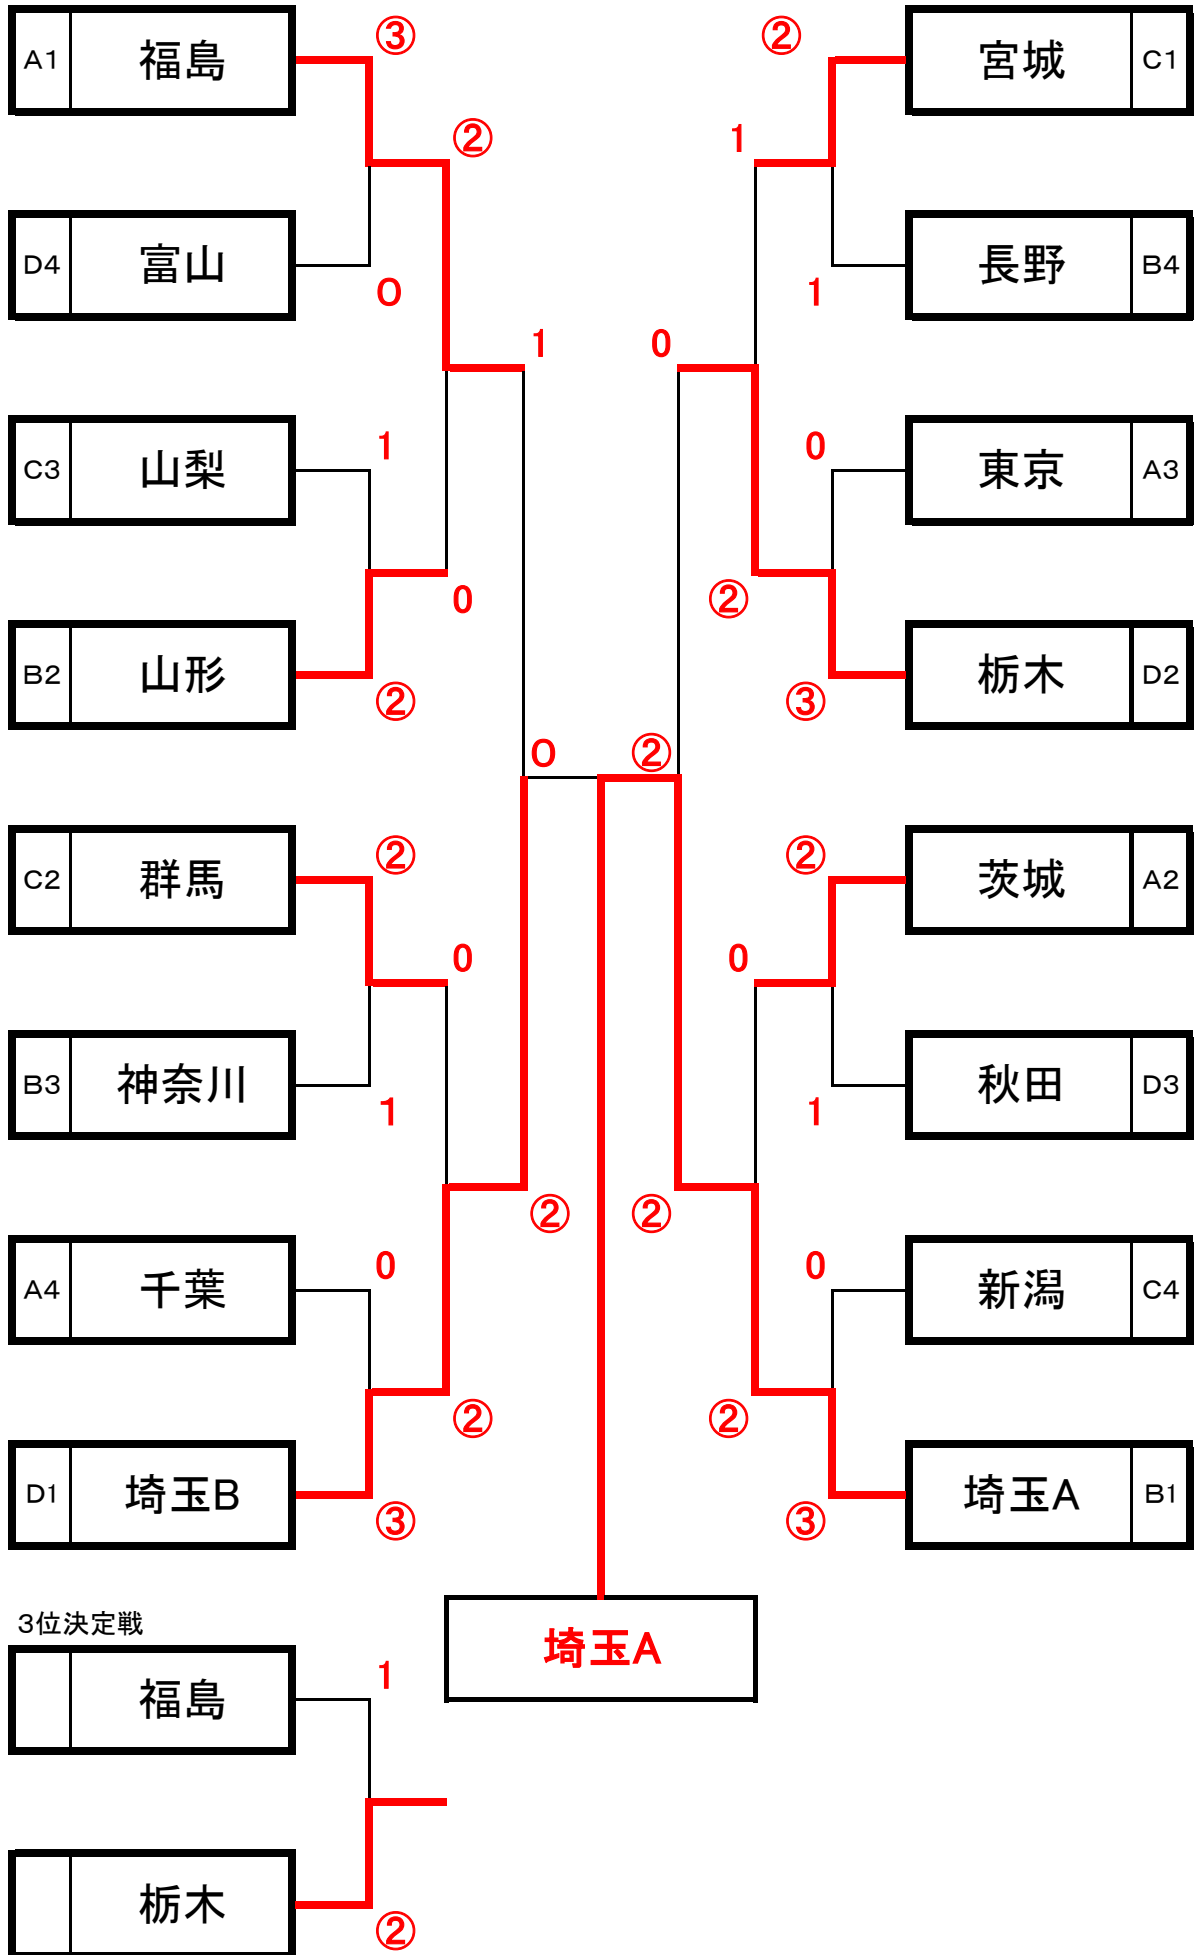 A1 福島 ③ ② 宮城 C1
② 1
D4 富山 0 1 長野 B4
1 0
C3 山梨 1 0 東京 A3
0 ②
B2 山形 ② ③ 栃木 D2
0 ②
C2 群馬 ② ② 茨城 A2
0 0
B3 神奈川 1 1 秋田 D3
② ②
A4 千葉 0 0 新潟 C4
② ②
D1 埼玉B ③ ③ 埼玉A B1
3位決定戦
埼玉A
福島 1
栃木 ②